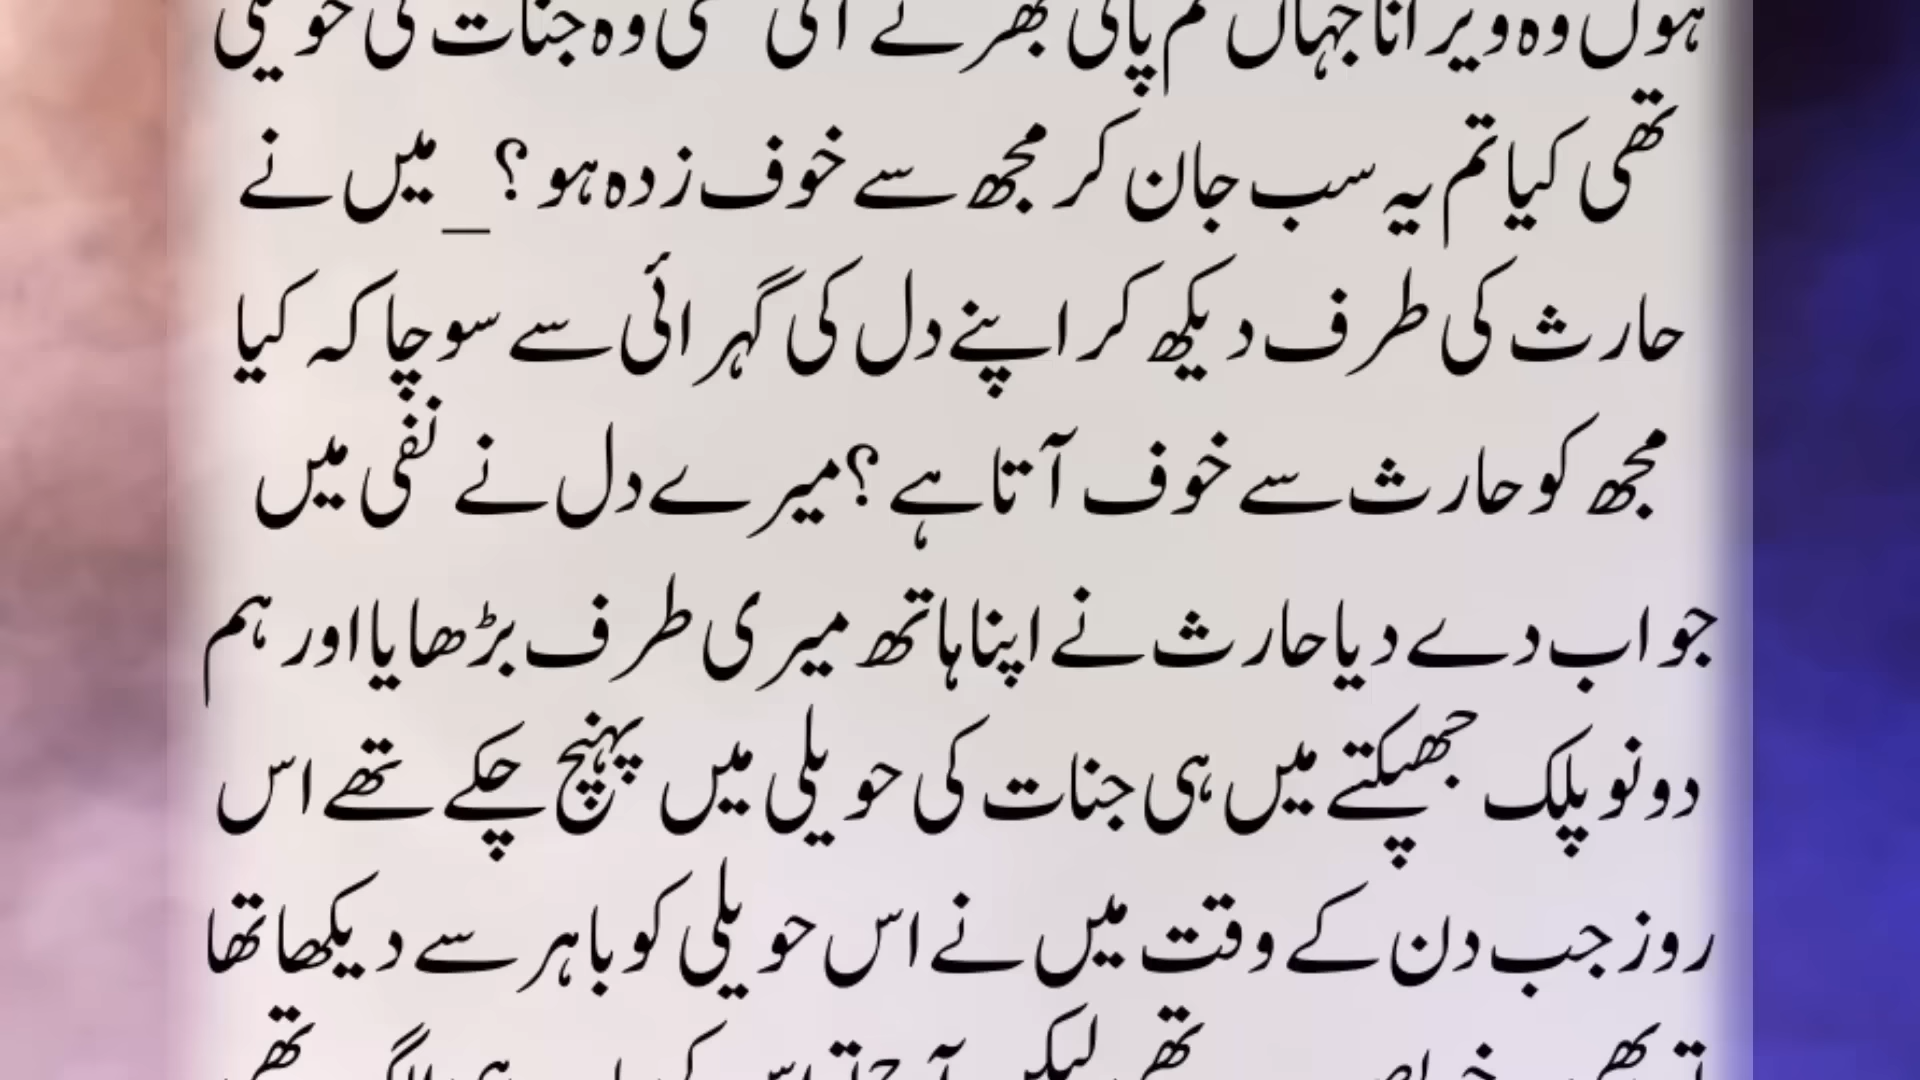 ہوں وہ ویرانا جہاں تم پانی بھرنے آئی تھی وہ جنات کی حویلی
تھی کیا تم یہ سب جان کر مجھ سے خوف زدہ ہو ؟_میں نے
حارث کی طرف دیکھ کر اپنے دل کی گہرائی سے سوچا کہ کیا
مجھ کو حارث سے خوف آتا ہے ؟میرے دل نے نفی میں
جواب دے دیا حارث نے اپنا ہاتھ میری طرف بڑھایا اور ہم
دونو پلک جھپکتے میں ہی جنات کی حویلی میں پہنچ چکے تھے اس
روز جب دن کے وقت میں نے اس حویلی کو باہر سے دیکھا تھا